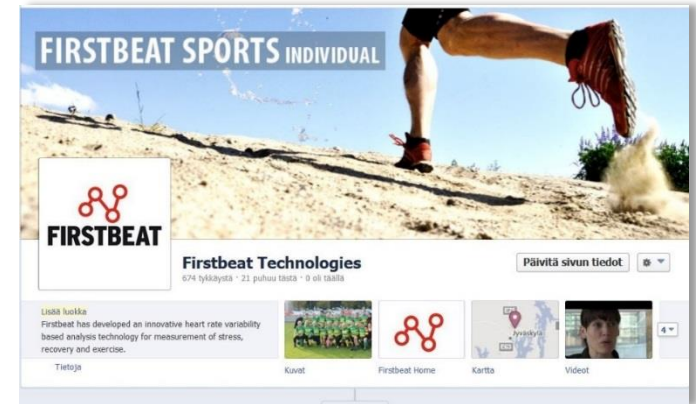 FIRSTBEAT SPORTS INDIVIDUAL
FIRSTBEAT
Firstbeat Technologies
674 tykkäystä · 21 puhuu tästä · 0 oli täällä
Päivitä sivun tiedot
Lisää luokka
Firstbeat has developed an innovative heart rate variability
based analysis technology for measurement of stress,
recovery and exercise.
Tietoja
Jyväskylä
4
Kuvat
Firstbeat Home
Kartta
Videot